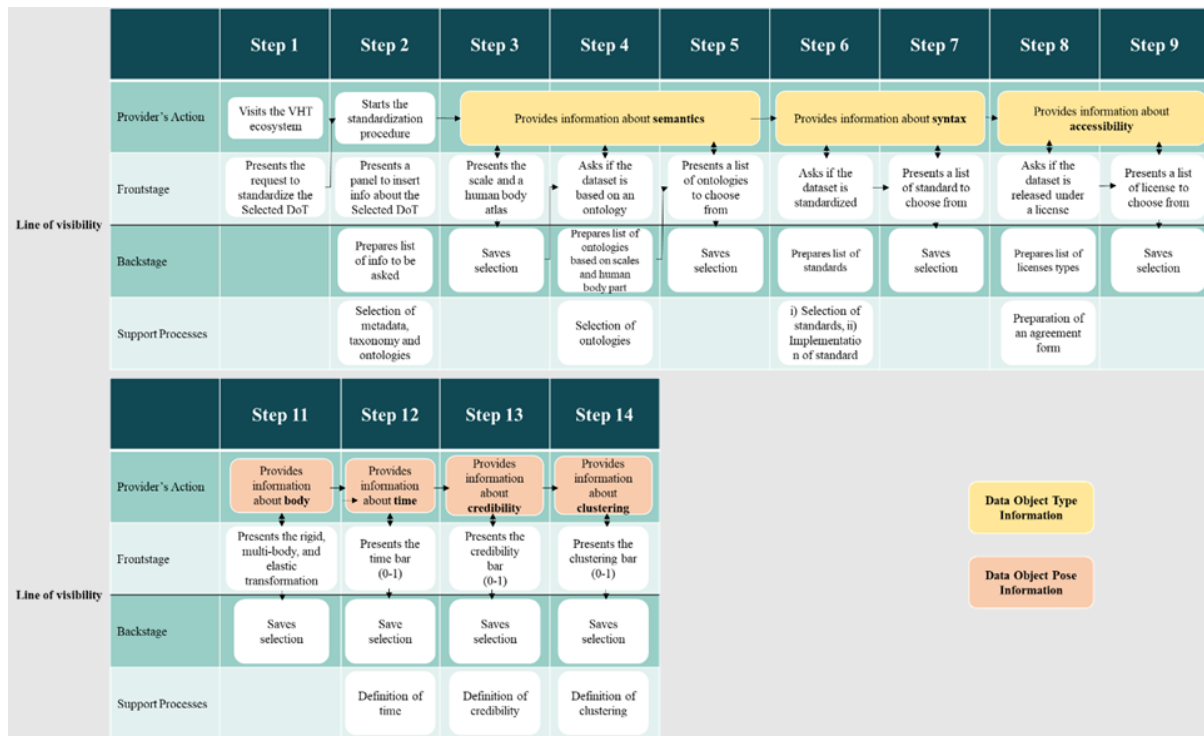 Step 1
Step 2
Step 3
Step 4
Step 5
Step 6
Step 7
Step 8
Step 9
Provider's Action
Visits the VHT
ecosystem
Starts the
standardization
procedure
Provides information about semantics
Provides information about syntax
Provides information about
accessibility
Frontstage
Presents the
request to
standardize the
Selected DoT
Presents a
panel to insert
info about the
Selected DoT
Presents the
scale and a
human body
atlas
Asks if the
dataset is
based on an
ontology
Presents a list
of ontologies
to choose
from
Asks if the
dataset is
standardized
Presents a list
of standard to
choose from
Asks if the
dataset is
released under
a license
Presents a list
of license to
choose from
Line of visibility
Backstage
Prepares list
of info to be
asked
Saves
selection
Prepares list
of ontologies
based on scales
and human
body part
Saves
selection
Prepares list of
standards
Saves
selection
Prepares list of
licenses types
Saves
selection
Support Processes
Selection of
metadata,
taxonomy and
ontologies
Selection of
ontologies
i) Selection of
standards, ii)
Implementatio
n of standard
Preparation of
an agreement
form
Step 11
Step 12
Step 13
Step 14
Provider's Action
Provides
information
about body
Provides
information
about time
Provides
information
about
credibility
Provides
information
about
clustering
Frontstage
Presents the rigid,
multi-body, and
elastic
transformation
Presents the
time bar
(0-1)
Presents the
credibility
bar
(0-1)
Presents the
clustering bar
(0-1)
Line of visibility
Backstage
Saves
selection
Save
selection
Saves
selection
Saves
selection
Support Processes
Definition of
time
Definition of
credibility
Definition of
clustering
Data Object Type
Information
Data Object Pose
Information